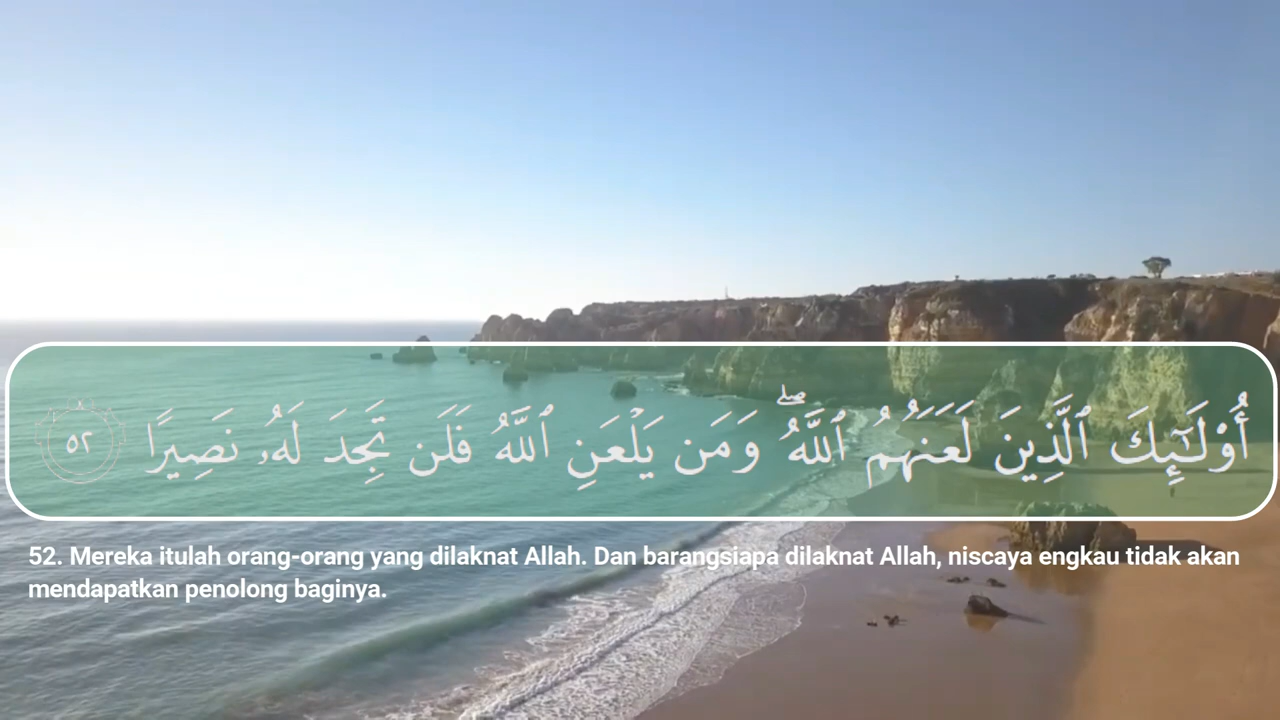 أُو۟لَـٰٓئِكَ ٱلَّذِينَ لَعَنَهُمُ ٱللَّهُ ۖ وَمَن يَلْعَنِ ٱللَّهُ فَلَن تَجِدَ لَهُۥ نَصِيرًا ٥٢
52. Mereka itulah orang-orang yang dilaknat Allah. Dan barangsiapa dilaknat Allah, niscaya engkau tidak akan
mendapatkan penolong baginya.